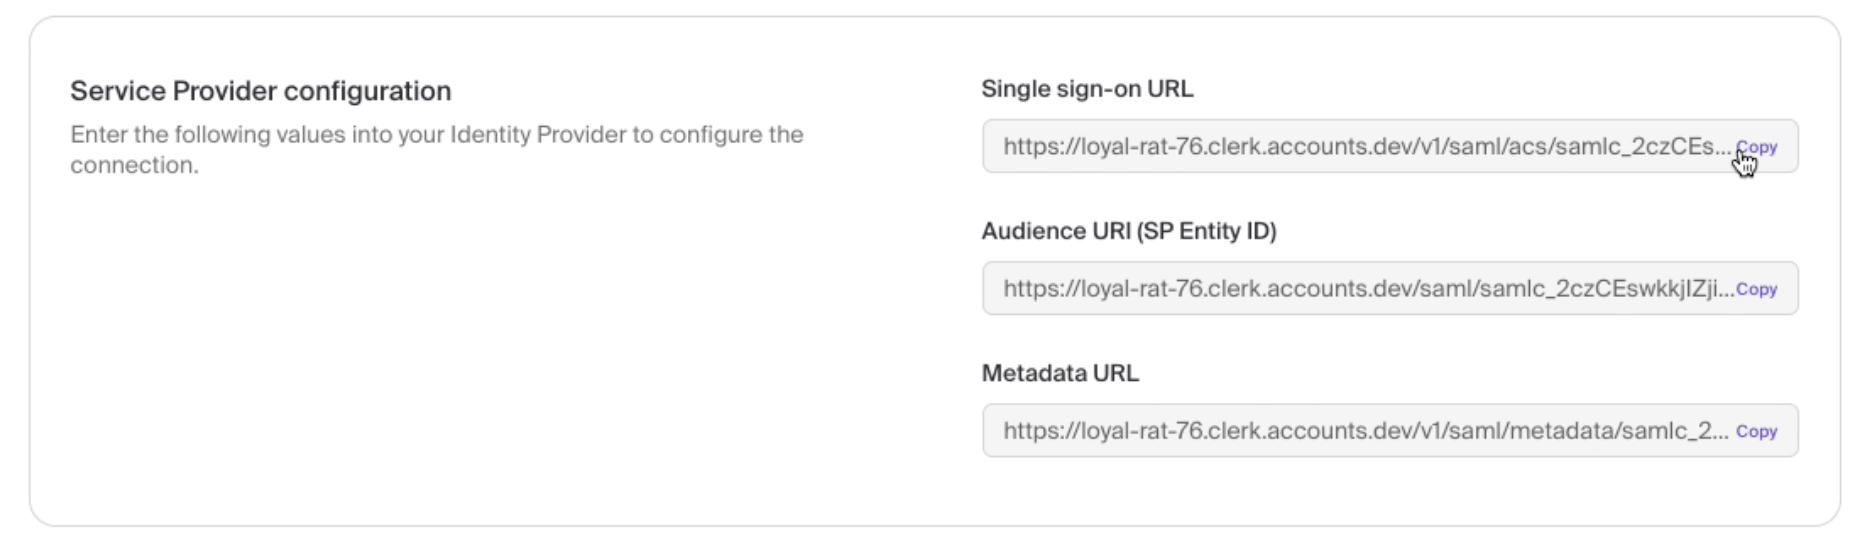 Service Provider configuration
Enter the following values into your Identity Provider to configure the
connection.
Single sign-on URL
https://loyal-rat-76.clerk.accounts.dev/v1/saml/acs/samlc_2czCEs... Copy
Audience URI (SP Entity ID)
https://loyal-rat-76.clerk.accounts.dev/saml/samlc_2czCEswkkjIZji... Copy
Metadata URL
https://loyal-rat-76.clerk.accounts.dev/v1/saml/metadata/samlc_2... Copy